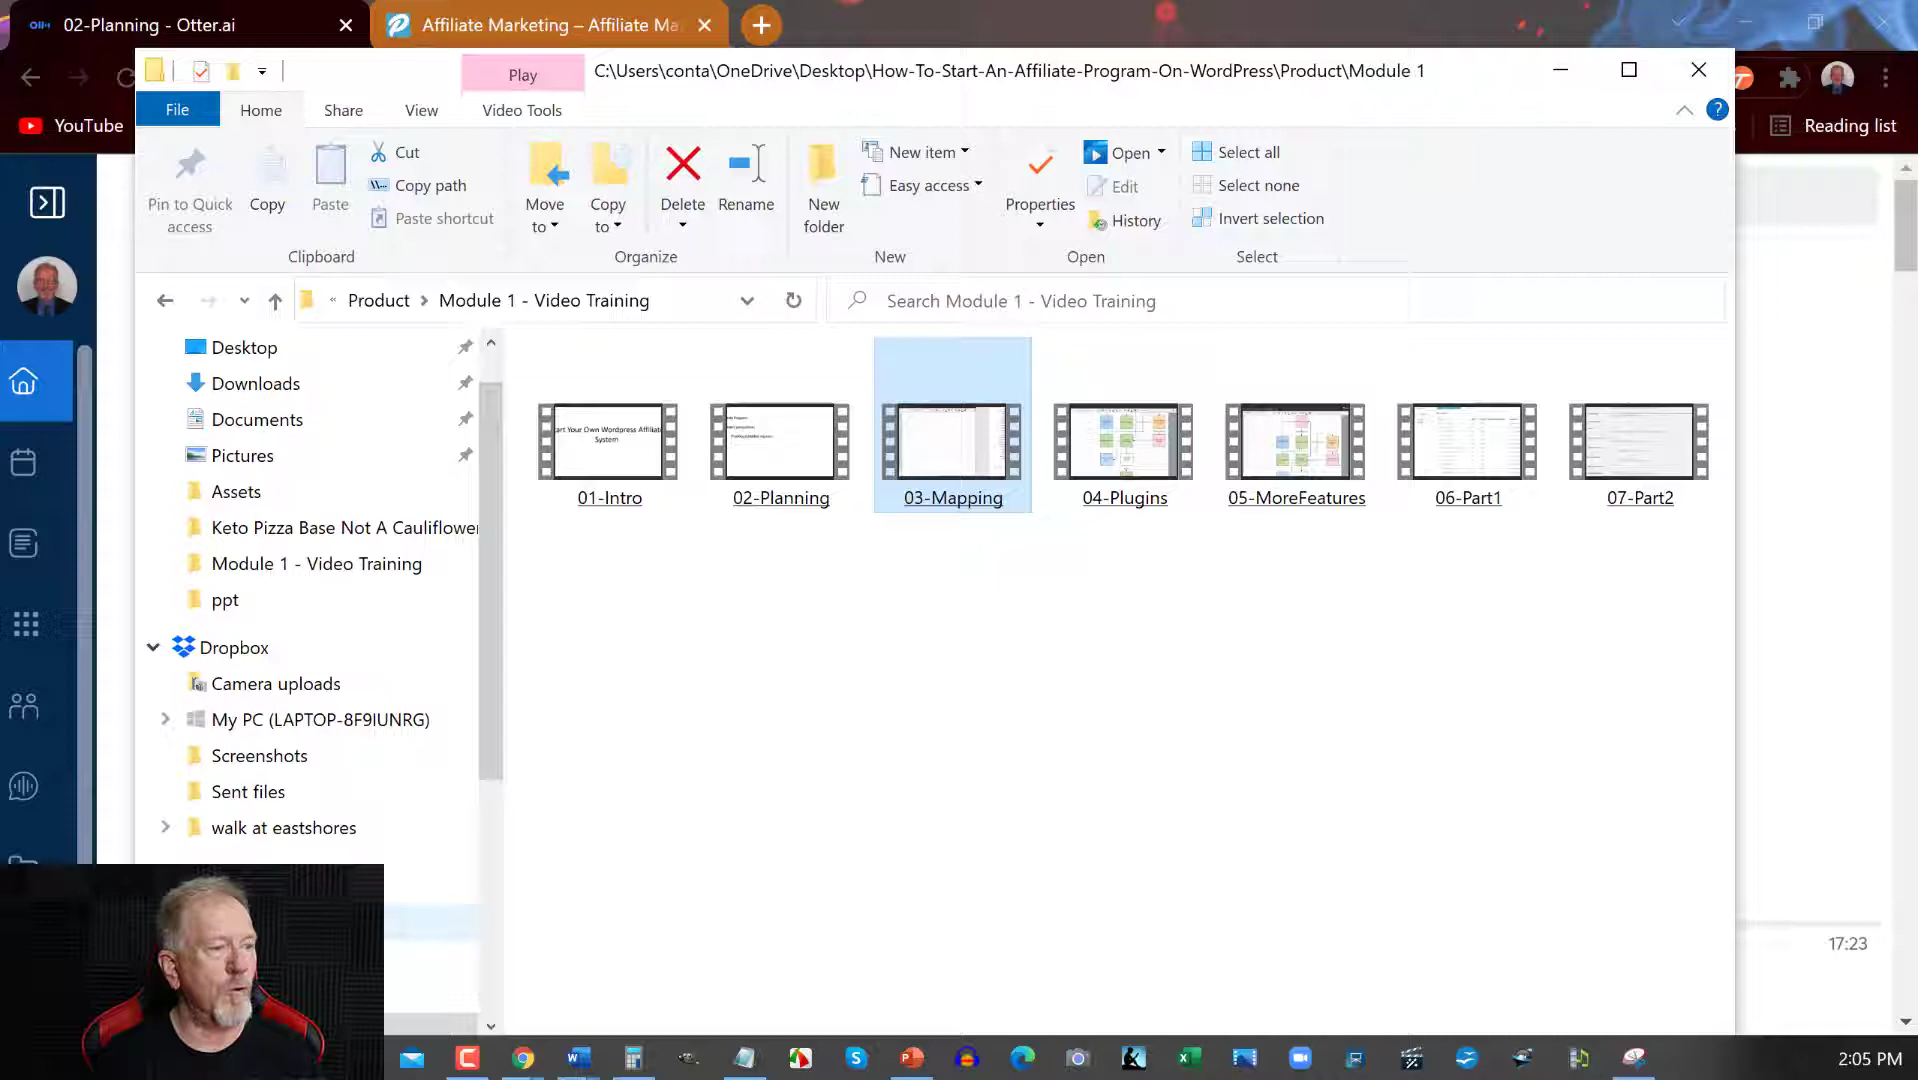 02-Planning - Otter.ai
Affiliate Marketing – Affiliate Ma
Play
C:\Users\conta\OneDrive\Desktop\How-To-Start-An-Affiliate-Program-On-WordPress\Product\Module 1
File
Home
Share
View
Video Tools
YouTube
Reading list
Pin to Quick access
Copy
Paste
Cut
Copy path
Paste shortcut
Clipboard
Move to
Copy to
Delete
Rename
Organize
New folder
New item
Easy access
New
Properties
Open
Edit
History
Open
Select all
Select none
Invert selection
Select
Product
Module 1 - Video Training
Search Module 1 - Video Training
Desktop
Downloads
Documents
Pictures
Assets
Keto Pizza Base Not A Cauliflower
Module 1 - Video Training
ppt
Dropbox
Camera uploads
My PC (LAPTOP-8F9IUNRG)
Screenshots
Sent files
walk at eastshores
art Your Own Wordpress Affiliate
System
01-Intro
02-Planning
03-Mapping
04-Plugins
05-MoreFeatures
06-Part1
07-Part2
17:23
2:05 PM